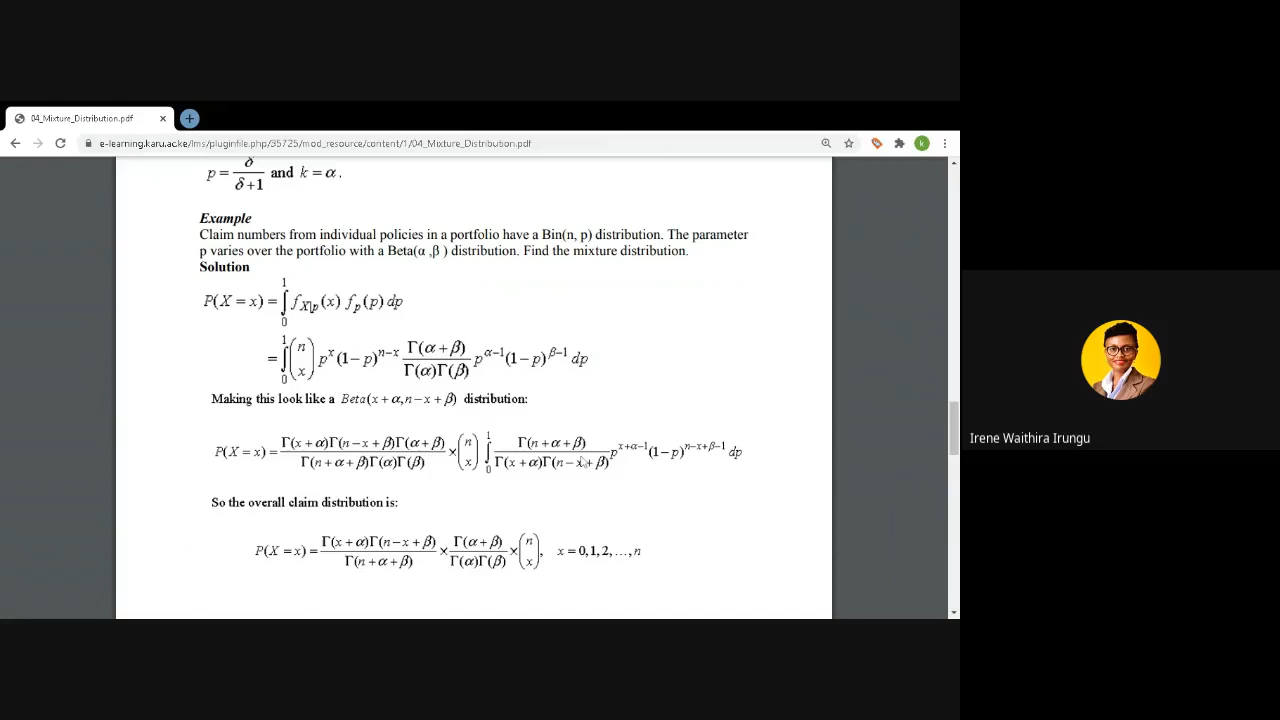 04_Mixture_Distribution.pdf
e-learning.karu.ac.ke/lms/pluginfile.php/35725/mod_resource/content/1/04_Mixture_Distribution.pdf
k
p = δ/(δ+1) and k = α .
Example
Claim numbers from individual policies in a portfolio have a Bin(n, p) distribution. The parameter
p varies over the portfolio with a Beta(α ,β ) distribution. Find the mixture distribution.
Solution
P(X = x) = ∫₀¹ f_{X|p}(x) f_p(p) dp
= ∫₀¹ (n x) p^x (1− p)^{n−x} Γ(α+β)/(Γ(α)Γ(β)) p^{α−1}(1− p)^{β−1} dp
Making this look like a Beta(x + α, n − x + β) distribution:
P(X = x) = Γ(x+α)Γ(n−x+β)Γ(α+β)/(Γ(n+α+β)Γ(α)Γ(β)) × (n x) ∫₀¹ Γ(n+α+β)/(Γ(x+α)Γ(n−x+β)) p^{x+α−1}(1− p)^{n−x+β−1} dp
Irene Waithira Irungu
So the overall claim distribution is:
P(X = x) = Γ(x+α)Γ(n−x+β)/Γ(n+α+β) × Γ(α+β)/(Γ(α)Γ(β)) × (n x), x = 0,1,2, …,n